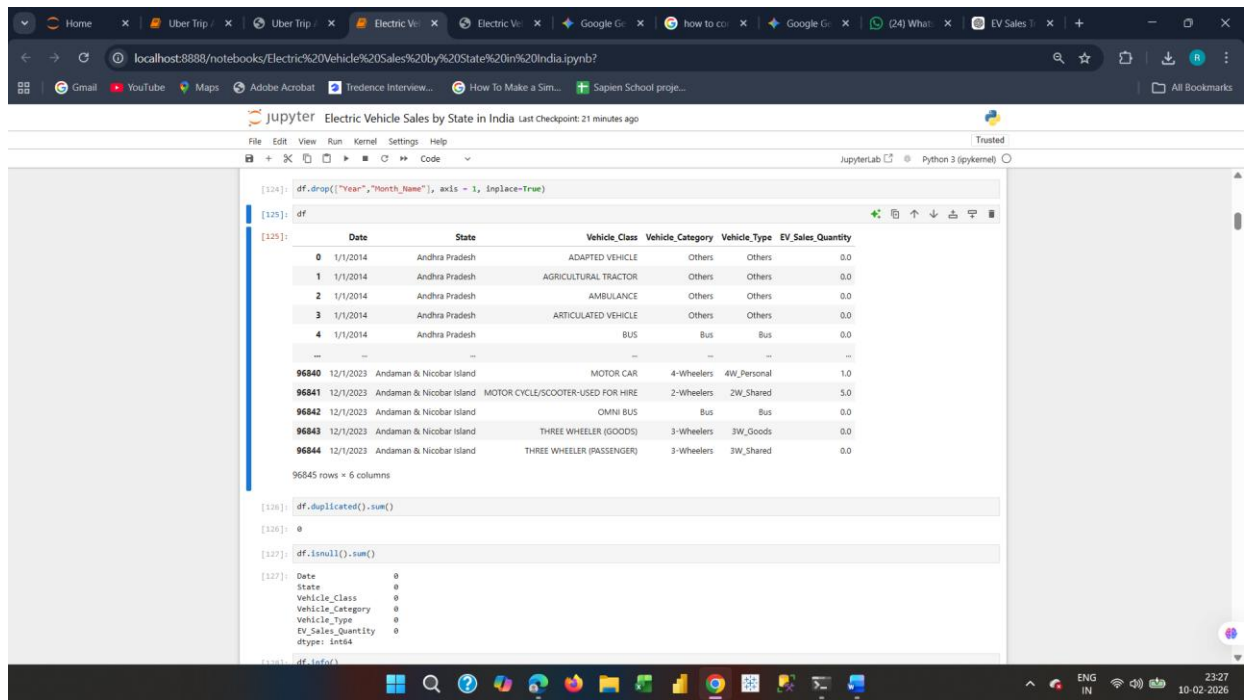 Home
Uber Trip /
Uber Trip /
Electric Vel
Electric Ve
Google Ge
how to co
Google Ge
(24) What
EV Sales T
localhost:8888/notebooks/Electric%20Vehicle%20Sales%20by%20State%20in%20India.ipynb?
R
Gmail YouTube Maps Adobe Acrobat Tredence Interview... How To Make a Sim... Sapien School proje... All Bookmarks
Jupyter Electric Vehicle Sales by State in India Last Checkpoint: 21 minutes ago
File Edit View Run Kernel Settings Help Trusted
Code JupyterLab Python 3 (ipykernel)
[124]: df.drop(["Year","Month_Name"], axis = 1, inplace=True)
[125]: df
[125]: Date State Vehicle_Class Vehicle_Category Vehicle_Type EV_Sales_Quantity
0 1/1/2014 Andhra Pradesh ADAPTED VEHICLE Others Others 0.0
1 1/1/2014 Andhra Pradesh AGRICULTURAL TRACTOR Others Others 0.0
2 1/1/2014 Andhra Pradesh AMBULANCE Others Others 0.0
3 1/1/2014 Andhra Pradesh ARTICULATED VEHICLE Others Others 0.0
4 1/1/2014 Andhra Pradesh BUS Bus Bus 0.0
... ... ... ... ... ... ...
96840 12/1/2023 Andaman & Nicobar Island MOTOR CAR 4-Wheelers 4W_Personal 1.0
96841 12/1/2023 Andaman & Nicobar Island MOTOR CYCLE/SCOOTER-USED FOR HIRE 2-Wheelers 2W_Shared 5.0
96842 12/1/2023 Andaman & Nicobar Island OMNI BUS Bus Bus 0.0
96843 12/1/2023 Andaman & Nicobar Island THREE WHEELER (GOODS) 3-Wheelers 3W_Goods 0.0
96844 12/1/2023 Andaman & Nicobar Island THREE WHEELER (PASSENGER) 3-Wheelers 3W_Shared 0.0
96845 rows × 6 columns
[126]: df.duplicated().sum()
[126]: 0
[127]: df.isnull().sum()
[127]: Date 0
State 0
Vehicle_Class 0
Vehicle_Category 0
Vehicle_Type 0
EV_Sales_Quantity 0
dtype: int64
[128]: df.info()
ENG
IN
23:27
10-02-2026